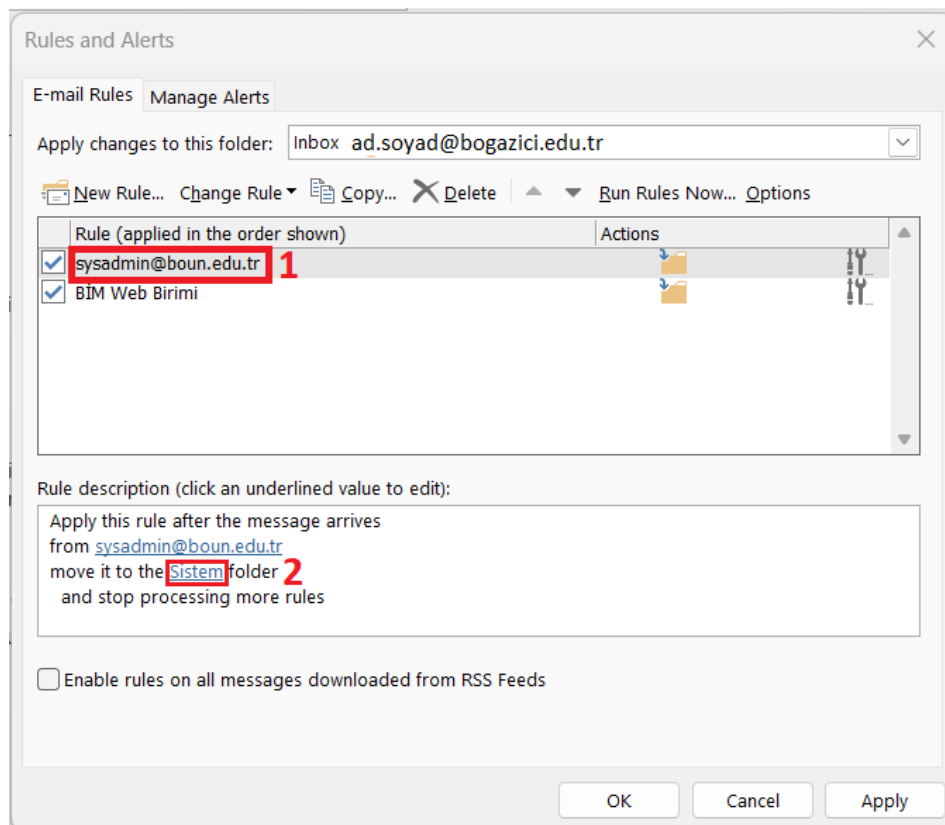 Rules and Alerts
E-mail Rules Manage Alerts
Apply changes to this folder: Inbox ad.soyad@bogazici.edu.tr
New Rule... Change Rule Copy... Delete Run Rules Now... Options
Rule (applied in the order shown) Actions
sysadmin@boun.edu.tr 1
BİM Web Birimi
Rule description (click an underlined value to edit):
Apply this rule after the message arrives
from sysadmin@boun.edu.tr
move it to the Sistem folder 2
and stop processing more rules
Enable rules on all messages downloaded from RSS Feeds
OK Cancel Apply